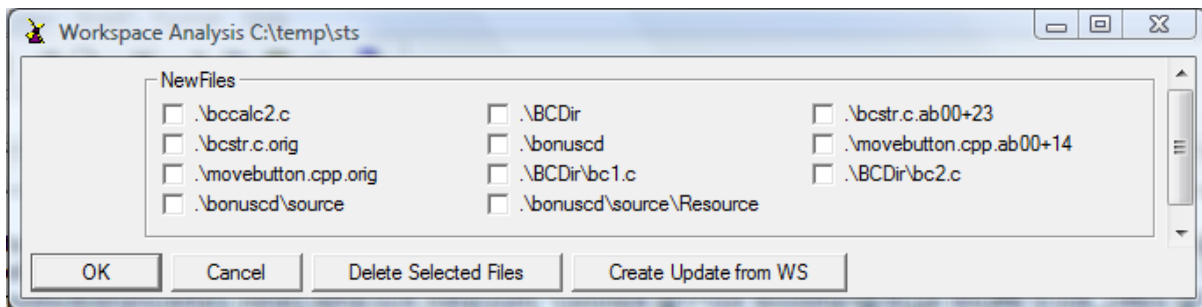 Workspace Analysis C:\temp\sts
NewFiles
.\bccalc2.c .\BCDir .\bcstr.c.ab00+23
.\bcstr.c.orig .\bonuscd .\movebutton.cpp.ab00+14
.\movebutton.cpp.orig .\BCDir\bc1.c .\BCDir\bc2.c
.\bonuscd\source .\bonuscd\source\Resource
OK Cancel Delete Selected Files Create Update from WS